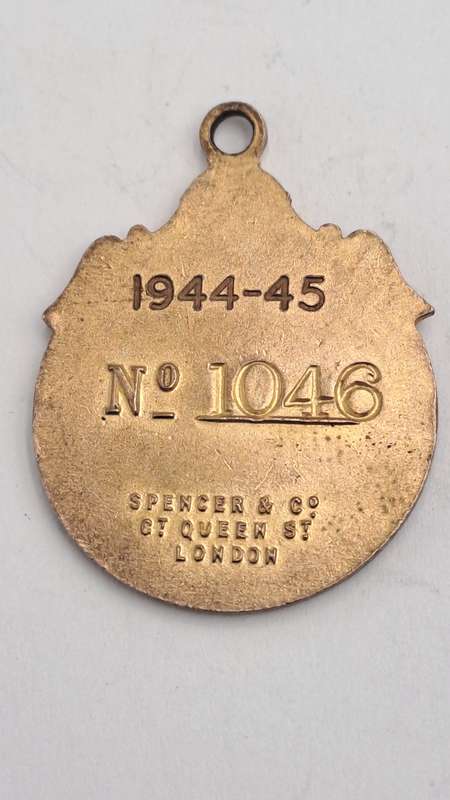 1944-45
Nº 1046
SPENCER & Cº
GT QUEEN ST
LONDON